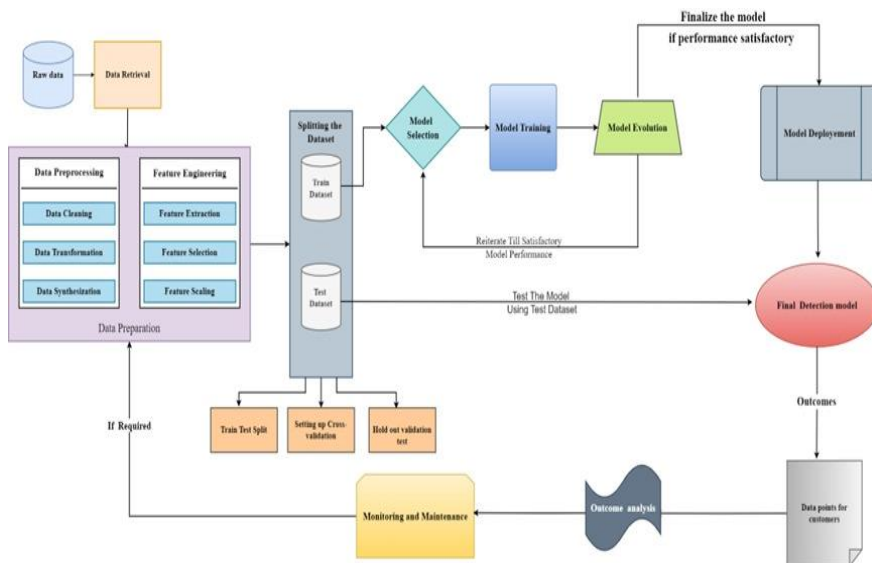 Finalize the model
if performance satisfactory
Raw data
Data Retrieval
Splitting the
Dataset
Model
Selection
Model Training
Model Evolution
Model Deployement
Data Preprocessing
Feature Engineering
Train
Dataset
Data Cleaning
Feature Extraction
Data Transformation
Feature Selection
Reiterate Till Satisfactory
Model Performance
Data Synthesization
Feature Scaling
Test
Dataset
Test The Model
Using Test Dataset
Final Detection model
Data Preparation
Outcomes
If Required
Train Test Split
Setting up Cross-
validation
Hold out validation
test
Monitoring and Maintenance
Outcome analysis
Data points for
customers